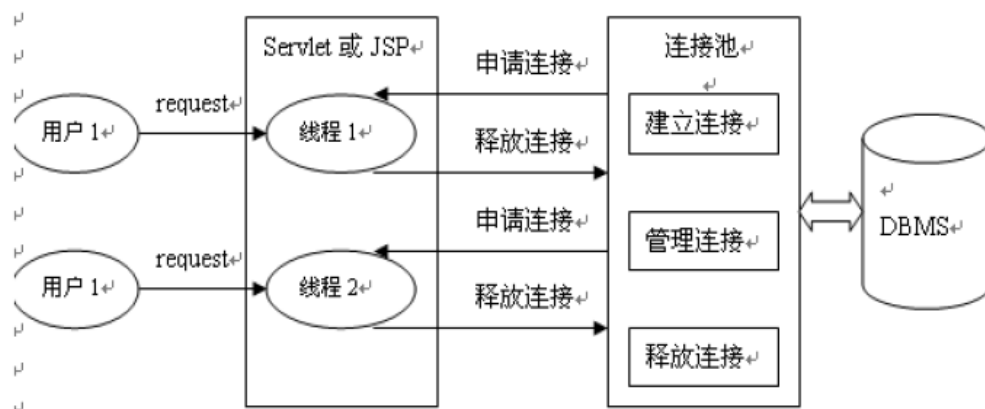 Servlet 或 JSP
连接池
申请连接
request
用户 1
线程 1
建立连接
释放连接
申请连接
DBMS
管理连接
request
用户 1
线程 2
释放连接
释放连接